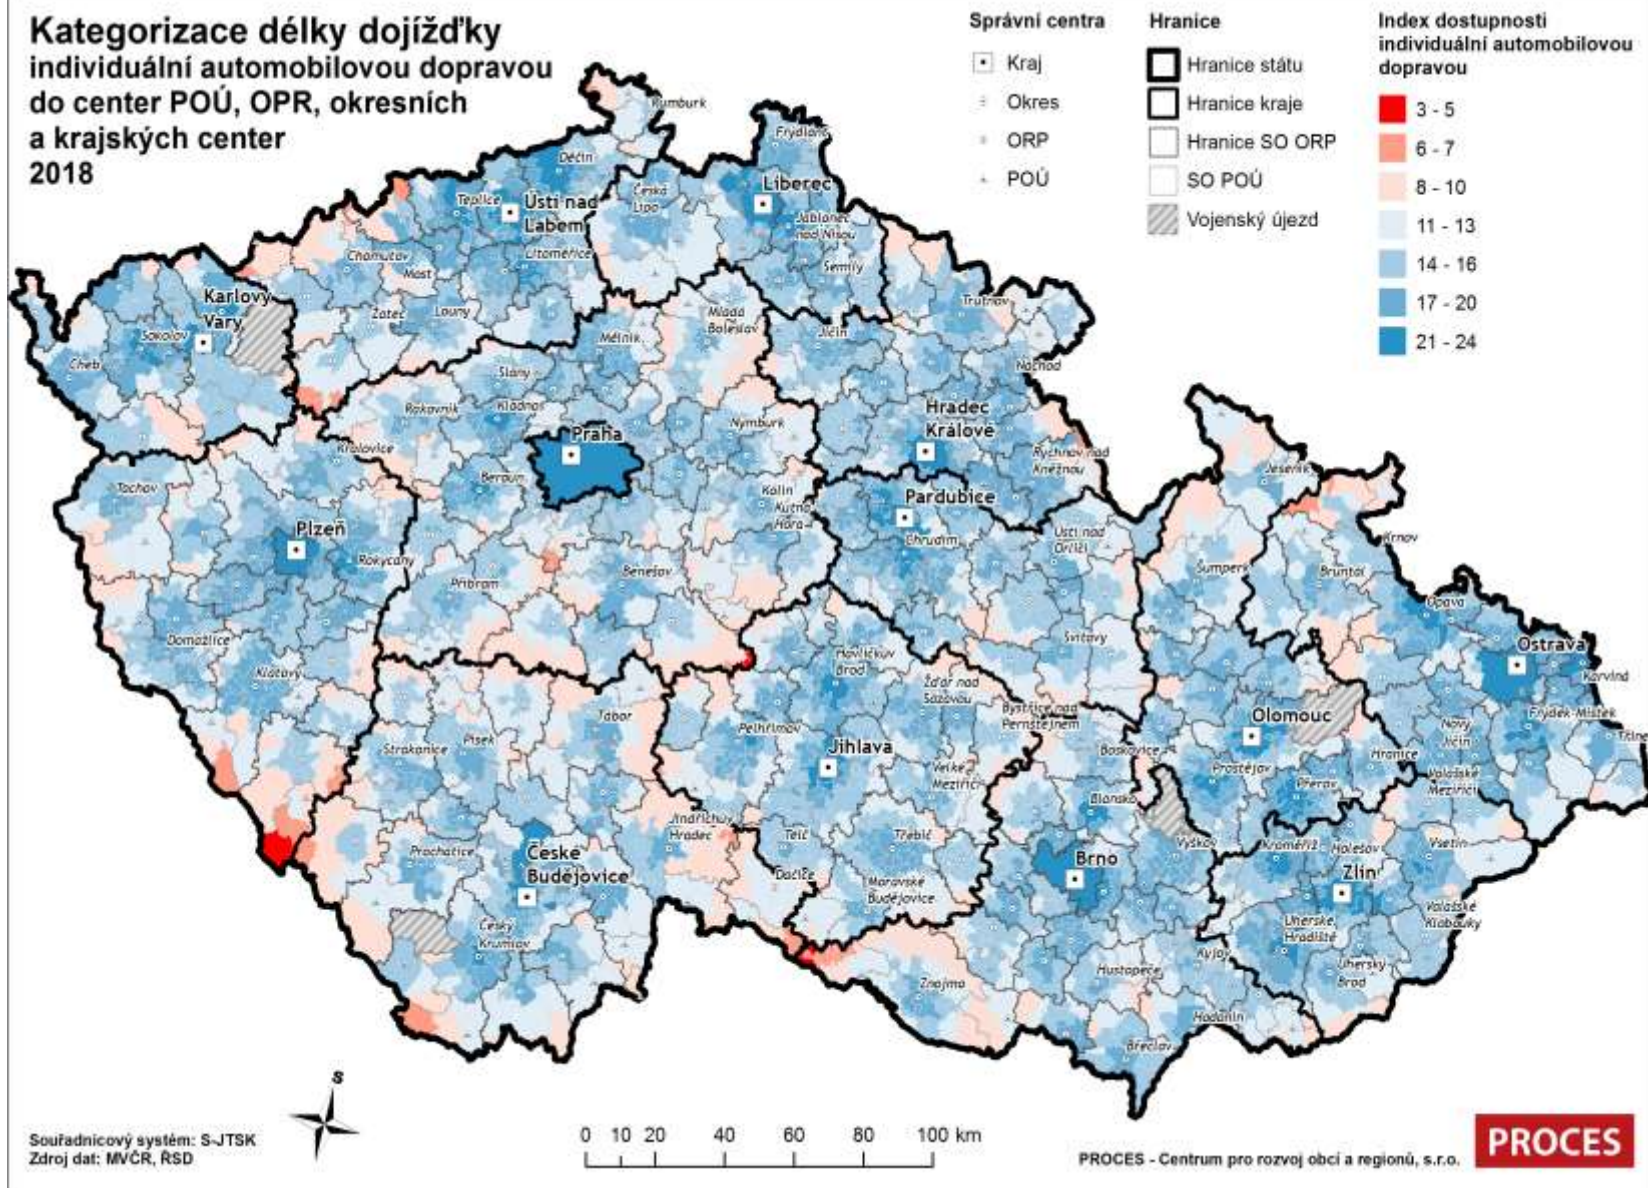 Kategorizace délky dojížďky
individuální automobilovou dopravou
do center POÚ, OPR, okresních
a krajských center
2018
Správní centra
Kraj
Okres
ORP
POÚ
Hranice
Hranice státu
Hranice kraje
Hranice SO ORP
SO POÚ
Vojenský újezd
Index dostupnosti
individuální automobilovou
dopravou
3 - 5
6 - 7
8 - 10
11 - 13
14 - 16
17 - 20
21 - 24
Rumburk
Frýdlant
Děčín
Liberec
Teplice
Ústí nad
Labem
Česká
Lípa
Jablonec
nad Nisou
Semily
Litoměřice
Chomutov
Most
Karlovy
Vary
Žatec
Louny
Sokolov
Cheb
Mělník
Mladá
Boleslav
Jičín
Trutnov
Náchod
Slaný
Rakovník
Kladno
Praha
Nymburk
Hradec
Králové
Rychnov nad
Kněžnou
Kralovice
Beroun
Kolín
Kutná
Hora
Pardubice
Chrudim
Ústí nad
Orlicí
Jeseník
Krnov
Tachov
Plzeň
Rokycany
Příbram
Benešov
Šumperk
Bruntál
Opava
Domažlice
Klatovy
Havlíčkův
Brod
Svitavy
Ostrava
Karviná
Žďár nad
Sázavou
Bystřice nad
Pernštejnem
Tábor
Pelhřimov
Olomouc
Frýdek-Místek
Nový
Jičín
Třine
Strakonice
Písek
Jihlava
Velké
Meziříčí
Boskovice
Prostějov
Přerov
Hranice
Valašské
Meziříčí
Blansko
Jindřichův
Hradec
Telč
Třebíč
Vyškov
Kroměříž
Holešov
Vsetín
Prachatice
České
Budějovice
Dačice
Moravské
Budějovice
Brno
Zlín
Valašské
Klobouky
Český
Krumlov
Uherské
Hradiště
Kyjov
Uherský
Brod
Znojmo
Hustopeče
Hodonín
Břeclav
S
Souřadnicový systém: S-JTSK
Zdroj dat: MVČR, ŘSD
0 10 20 40 60 80 100 km
PROCES - Centrum pro rozvoj obcí a regionů, s.r.o.
PROCES